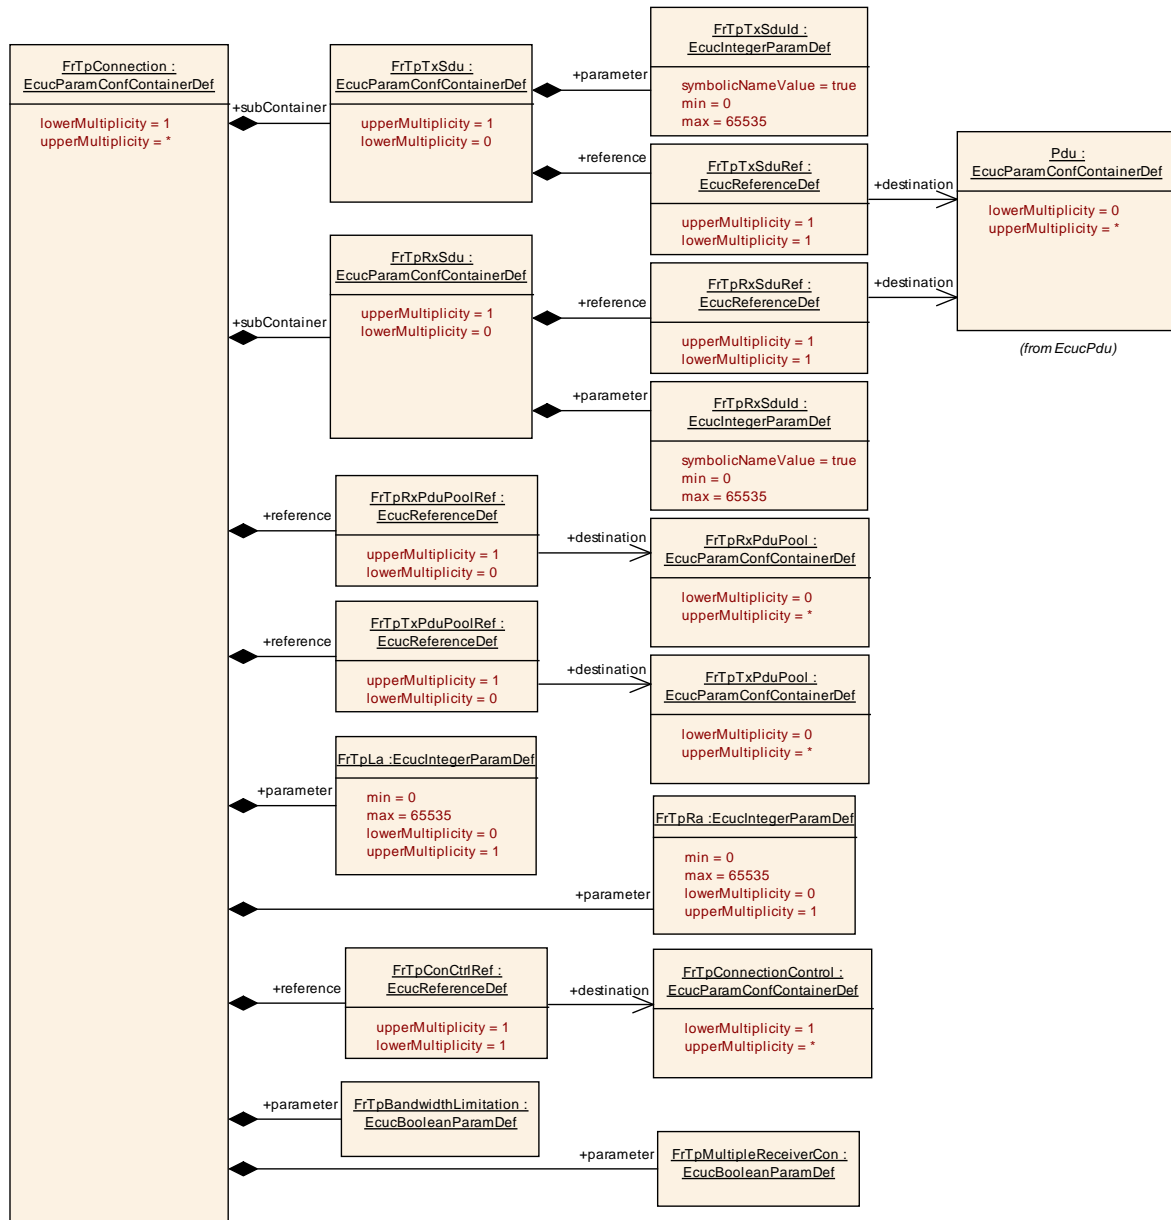 FrTpConnection :
EcucParamConfContainerDef
lowerMultiplicity = 1
upperMultiplicity = *
+subContainer
FrTpTxSdu :
EcucParamConfContainerDef
upperMultiplicity = 1
lowerMultiplicity = 0
+parameter
FrTpTxSduId :
EcucIntegerParamDef
symbolicNameValue = true
min = 0
max = 65535
+reference
FrTpTxSduRef :
EcucReferenceDef
upperMultiplicity = 1
lowerMultiplicity = 1
+destination
Pdu :
EcucParamConfContainerDef
lowerMultiplicity = 0
upperMultiplicity = *
(from EcucPdu)
+subContainer
FrTpRxSdu :
EcucParamConfContainerDef
upperMultiplicity = 1
lowerMultiplicity = 0
+reference
FrTpRxSduRef :
EcucReferenceDef
upperMultiplicity = 1
lowerMultiplicity = 1
+destination
+parameter
FrTpRxSduId :
EcucIntegerParamDef
symbolicNameValue = true
min = 0
max = 65535
+reference
FrTpRxPduPoolRef :
EcucReferenceDef
upperMultiplicity = 1
lowerMultiplicity = 0
+destination
FrTpRxPduPool :
EcucParamConfContainerDef
lowerMultiplicity = 0
upperMultiplicity = *
+reference
FrTpTxPduPoolRef :
EcucReferenceDef
upperMultiplicity = 1
lowerMultiplicity = 0
+destination
FrTpTxPduPool :
EcucParamConfContainerDef
lowerMultiplicity = 0
upperMultiplicity = *
+parameter
FrTpLa :EcucIntegerParamDef
min = 0
max = 65535
lowerMultiplicity = 0
upperMultiplicity = 1
+parameter
FrTpRa :EcucIntegerParamDef
min = 0
max = 65535
lowerMultiplicity = 0
upperMultiplicity = 1
+reference
FrTpConCtrlRef :
EcucReferenceDef
upperMultiplicity = 1
lowerMultiplicity = 1
+destination
FrTpConnectionControl :
EcucParamConfContainerDef
lowerMultiplicity = 1
upperMultiplicity = *
+parameter
FrTpBandwidthLimitation :
EcucBooleanParamDef
+parameter
FrTpMultipleReceiverCon :
EcucBooleanParamDef